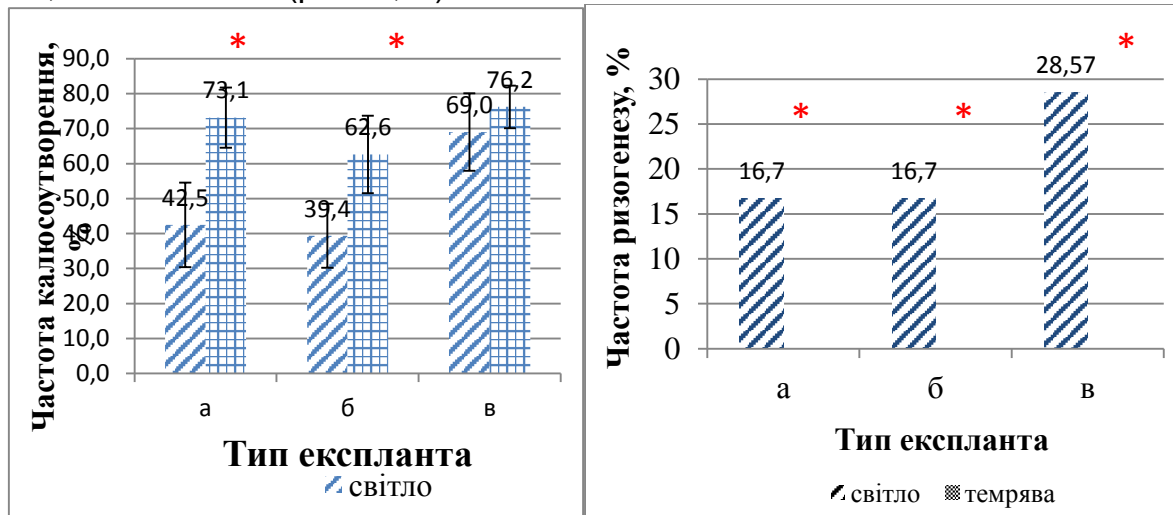 *
*
90,0
80,0
70,0
60,0
50,0
40,0
30,0
20,0
10,0
0,0
Частота калюсоутворення,
%
73,1
42,5
62,6
39,4
69,0
76,2
а
б
в
Тип експланта
світло
*
*
*
30
25
20
15
10
5
0
Частота ризогенезу, %
16,7
16,7
28,57
а
б
в
Тип експланта
світло
темрява